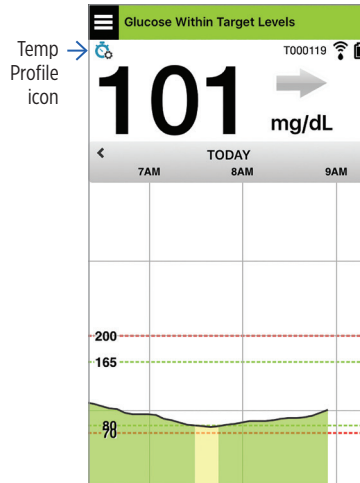 Glucose Within Target Levels
Temp
Profile
icon
T000119
101
mg/dL
TODAY
7AM 8AM 9AM
200
165
80
70